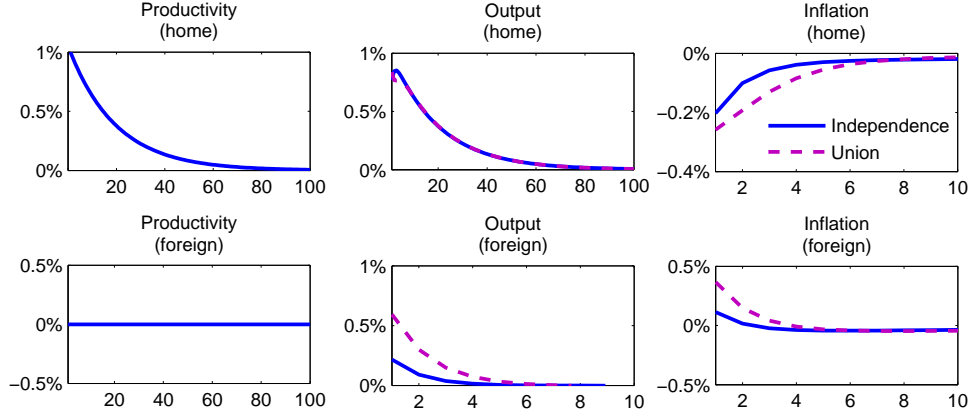 Productivity
(home)
1%
0.5%
0%
20 40 60 80 100
Output
(home)
1%
0.5%
0%
20 40 60 80 100
Inflation
(home)
0%
−0.2%
−0.4%
Independence
Union
2 4 6 8 10
Productivity
(foreign)
0.5%
0%
−0.5%
20 40 60 80 100
Output
(foreign)
1%
0.5%
0%
2 4 6 8 10
Inflation
(foreign)
0.5%
0%
−0.5%
2 4 6 8 10